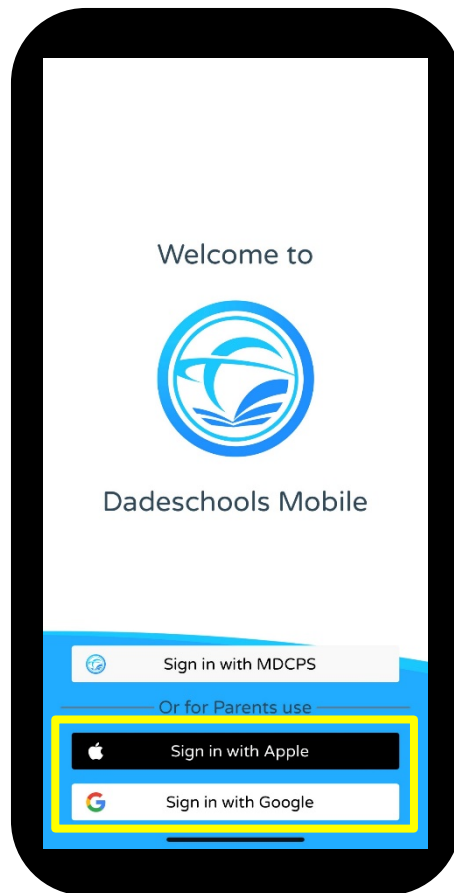 Welcome to
Dadeschools Mobile
Sign in with MDCPS
Or for Parents use
Sign in with Apple
Sign in with Google